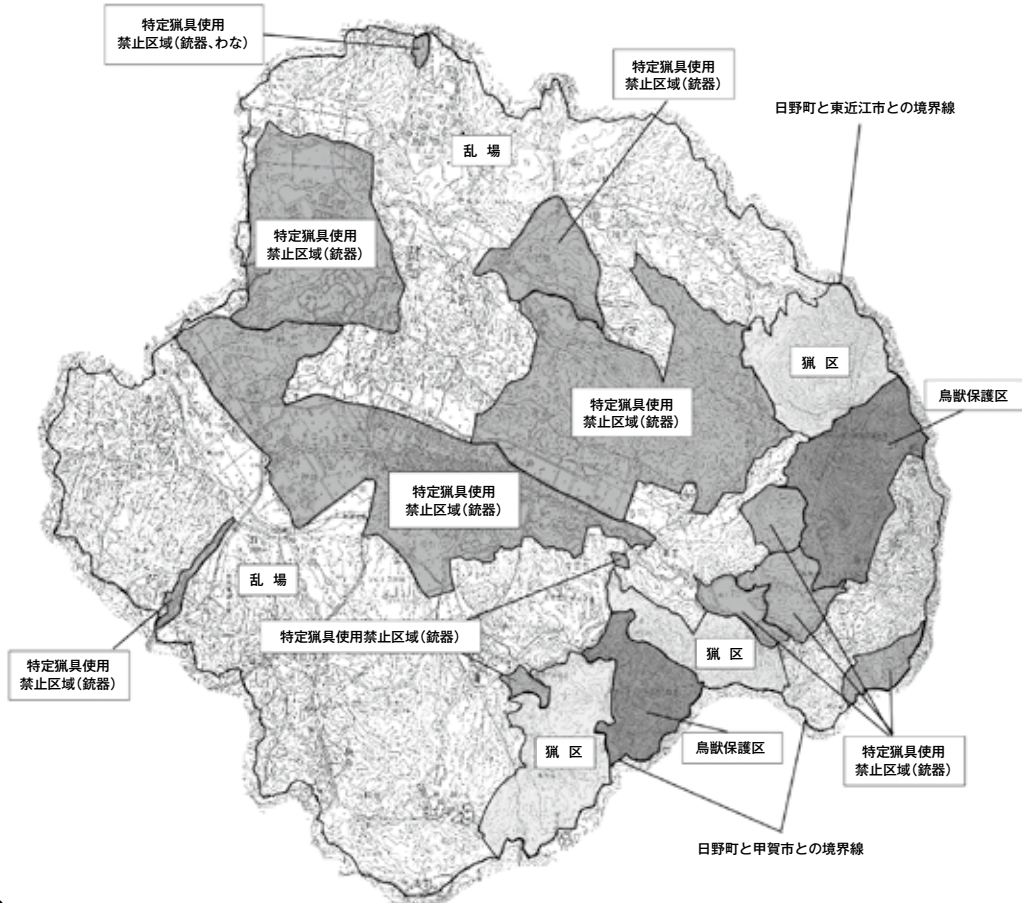 特定猟具使用
禁止区域（銃器、わな）
特定猟具使用
禁止区域（銃器）
日野町と東近江市との境界線
乱 場
特定猟具使用
禁止区域（銃器）
猟 区
鳥獣保護区
特定猟具使用
禁止区域（銃器）
特定猟具使用
禁止区域（銃器）
乱 場
特定猟具使用禁止区域（銃器）
猟 区
特定猟具使用
禁止区域（銃器）
猟 区
鳥獣保護区
特定猟具使用
禁止区域（銃器）
日野町と甲賀市との境界線